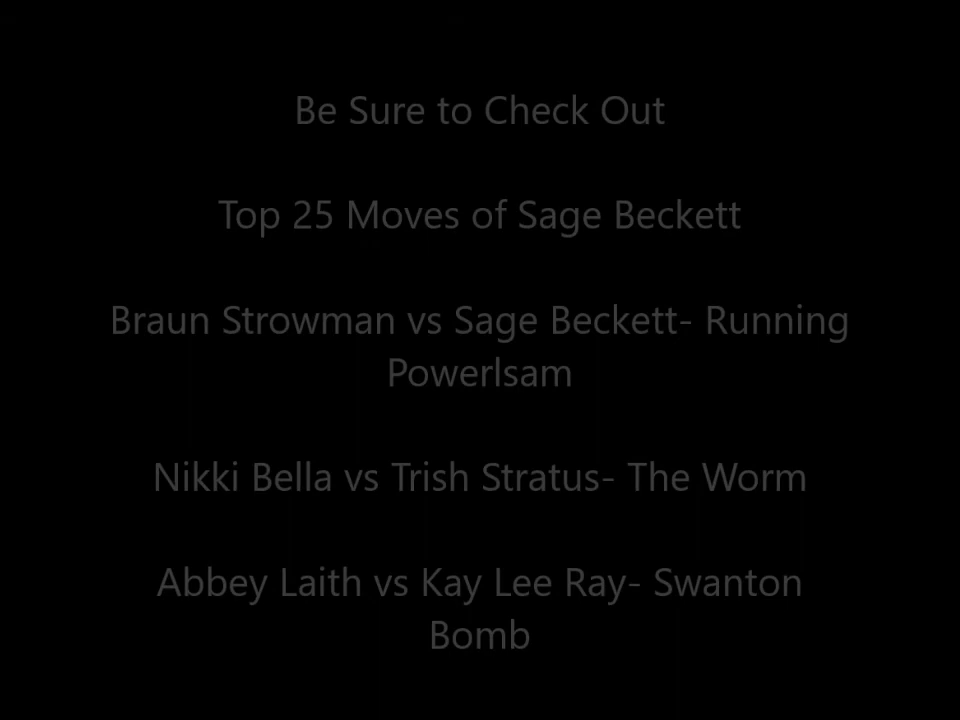 Be Sure to Check Out
Top 25 Moves of Sage Beckett
Braun Strowman vs Sage Beckett- Running
Powerlsam
Nikki Bella vs Trish Stratus- The Worm
Abbey Laith vs Kay Lee Ray- Swanton
Bomb